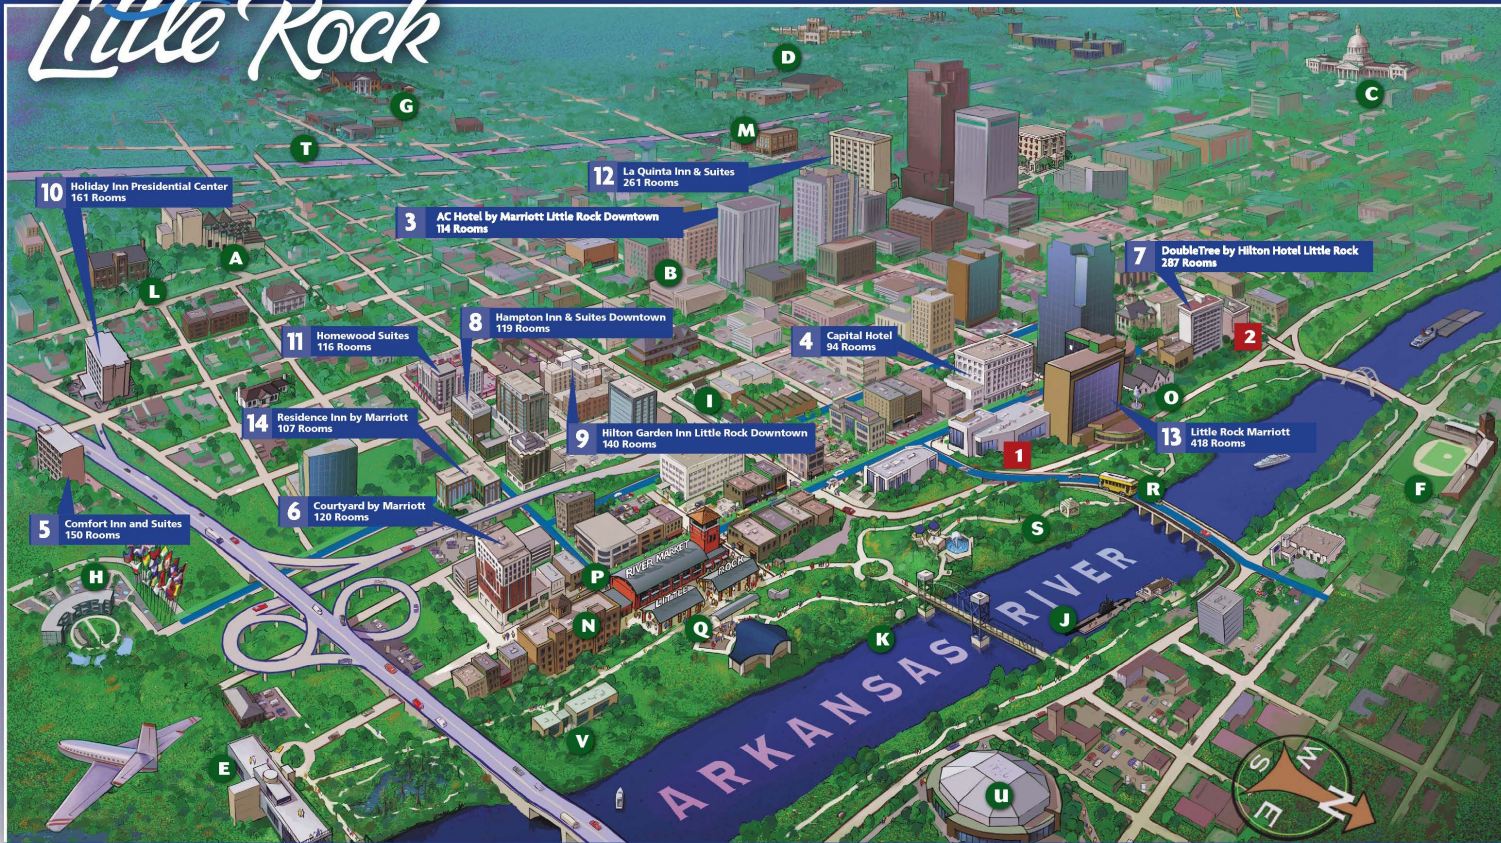 Little Rock
D
C
G
M
T
12 La Quinta Inn & Suites
261 Rooms
10 Holiday Inn Presidential Center
161 Rooms
3 AC Hotel by Marriott Little Rock Downtown
114 Rooms
A
B
7 DoubleTree by Hilton Hotel Little Rock
287 Rooms
L
8 Hampton Inn & Suites Downtown
119 Rooms
11 Homewood Suites
116 Rooms
4 Capital Hotel
94 Rooms
2
I
O
14 Residence Inn by Marriott
107 Rooms
9 Hilton Garden Inn Little Rock Downtown
140 Rooms
13 Little Rock Marriott
418 Rooms
1
R
F
6 Courtyard by Marriott
120 Rooms
5 Comfort Inn and Suites
150 Rooms
S
H
P
RIVER MARKET
LITTLE
ROCK
N
Q
K
J
ARKANSAS RIVER
V
E
U
S
W
E
N